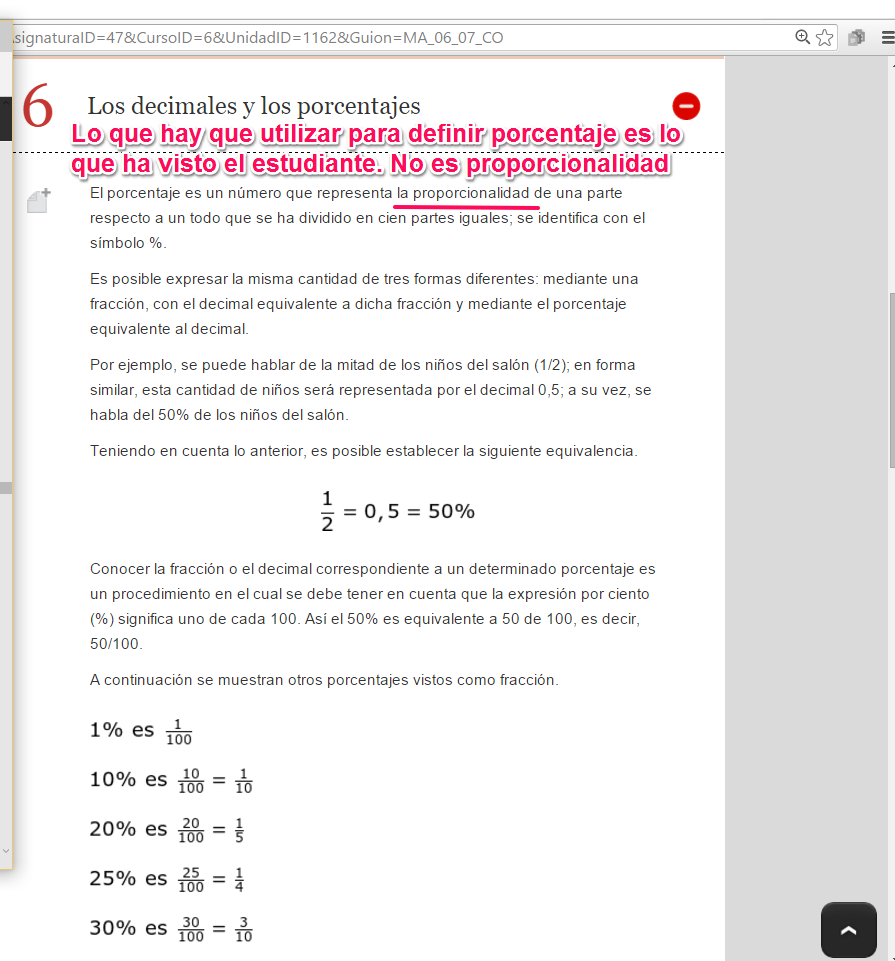 signaturaID=47&CursoID=6&UnidadID=1162&Guion=MA_06_07_CO
6 Los decimales y los porcentajes
Lo que hay que utilizar para definir porcentaje es lo
que ha visto el estudiante. No es proporcionalidad
El porcentaje es un número que representa la proporcionalidad de una parte
respecto a un todo que se ha dividido en cien partes iguales; se identifica con el
símbolo %.
Es posible expresar la misma cantidad de tres formas diferentes: mediante una
fracción, con el decimal equivalente a dicha fracción y mediante el porcentaje
equivalente al decimal.
Por ejemplo, se puede hablar de la mitad de los niños del salón (1/2); en forma
similar, esta cantidad de niños será representada por el decimal 0,5; a su vez, se
habla del 50% de los niños del salón.
Teniendo en cuenta lo anterior, es posible establecer la siguiente equivalencia.
1/2 = 0,5 = 50%
Conocer la fracción o el decimal correspondiente a un determinado porcentaje es
un procedimiento en el cual se debe tener en cuenta que la expresión por ciento
(%) significa uno de cada 100. Así el 50% es equivalente a 50 de 100, es decir,
50/100.
A continuación se muestran otros porcentajes vistos como fracción.
1% es 1/100
10% es 10/100 = 1/10
20% es 20/100 = 1/5
25% es 25/100 = 1/4
30% es 30/100 = 3/10